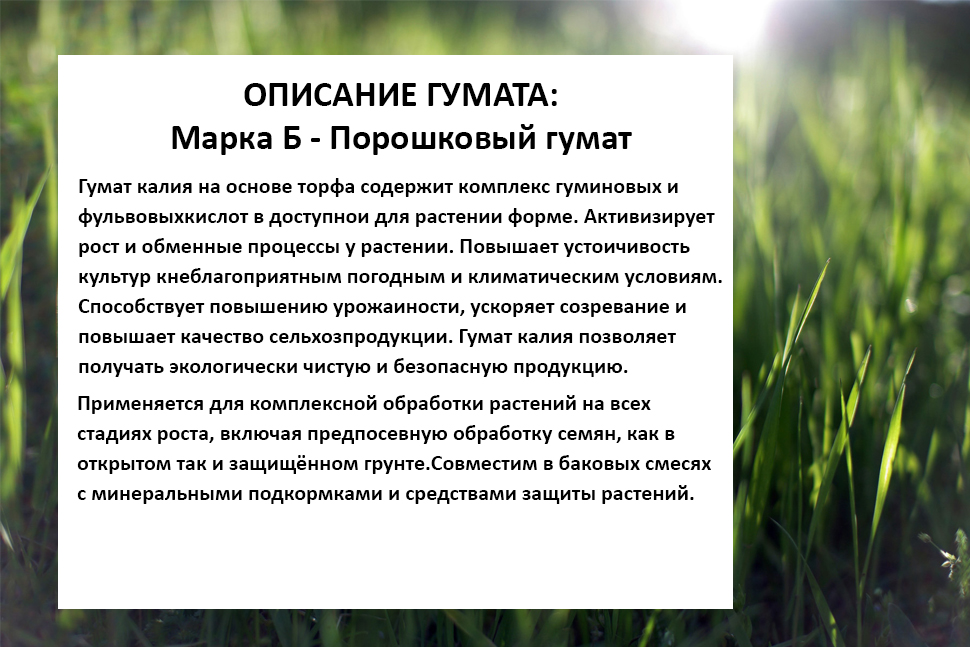 ОПИСАНИЕ ГУМАТА:
Марка Б - Порошковый гумат
Гумат калия на основе торфа содержит комплекс гуминовых и
фульвовыхкислот в доступнои для растении форме. Активизирует
рост и обменные процессы у растении. Повышает устоичивость
культур кнеблагоприятным погодным и климатическим условиям.
Способствует повышению урожаиности, ускоряет созревание и
повышает качество сельхозпродукции. Гумат калия позволяет
получать экологически чистую и безопасную продукцию.
Применяется для комплексной обработки растений на всех
стадиях роста, включая предпосевную обработку семян, как в
открытом так и защищённом грунте.Совместим в баковых смесях
с минеральными подкормками и средствами защиты растений.